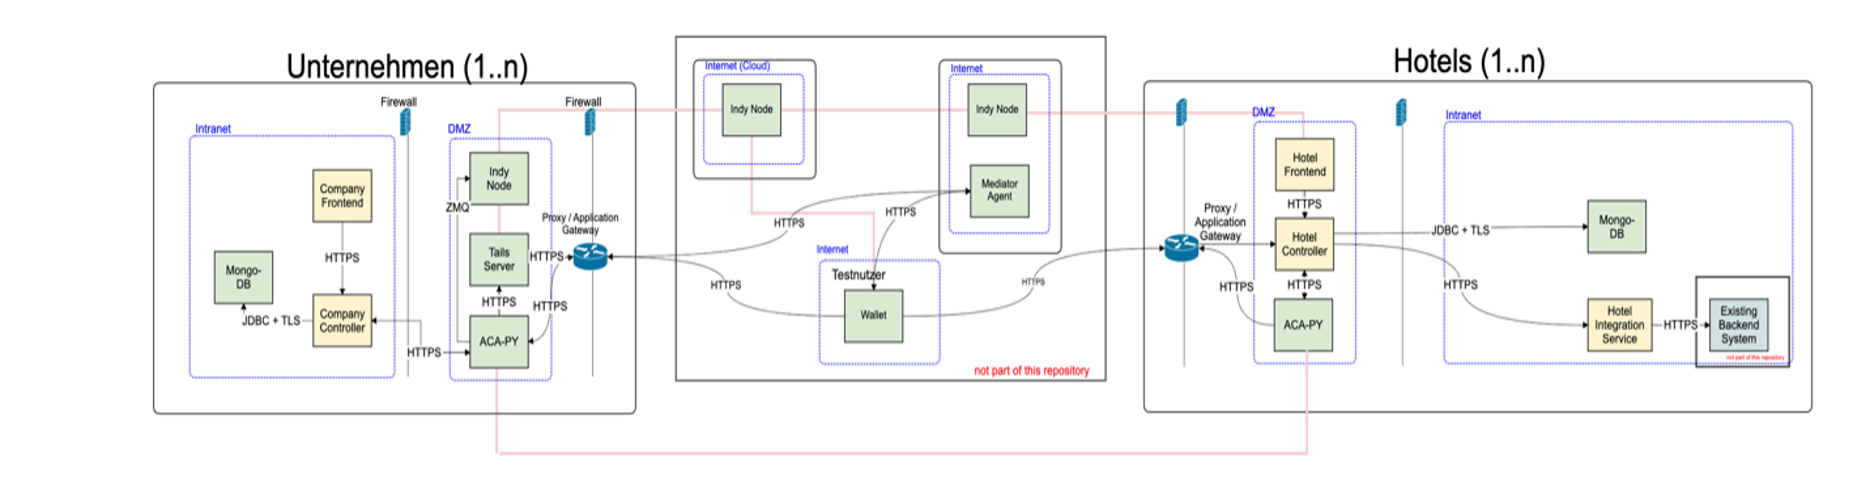 Unternehmen (1..n)
Firewall
Firewall
Intranet
DMZ
Company
Frontend
HTTPS
Mongo-
DB
JDBC + TLS
Company
Controller
HTTPS
Indy
Node
ZMQ
Tails
Server
HTTPS
HTTPS
HTTPS
ACA-PY
Proxy / Application
Gateway
Internet (Cloud)
Indy Node
Internet
Indy Node
Mediator
Agent
HTTPS
HTTPS
HTTPS
HTTPS
Internet
Testnutzer
Wallet
not part of this repository
Hotels (1..n)
DMZ
Intranet
Proxy /
Application
Gateway
Hotel
Frontend
HTTPS
Hotel
Controller
HTTPS
HTTPS
ACA-PY
JDBC + TLS
HTTPS
Mongo-
DB
Hotel
Integration
Service
HTTPS
Existing
Backend
System
not part of this repository